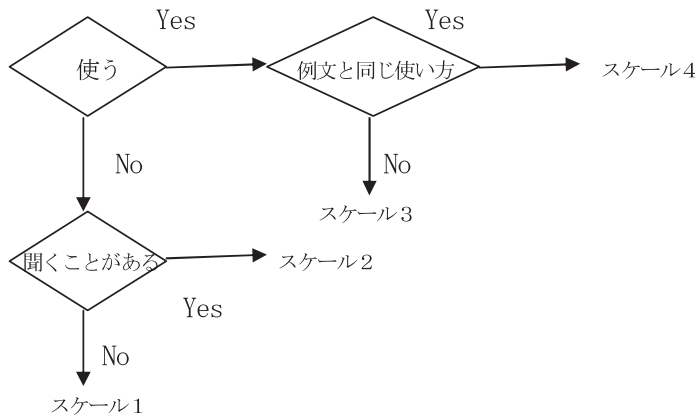 Yes
Yes
使う
例文と同じ使い方
スケール４
No
No
スケール３
聞くことがある
スケール２
Yes
No
スケール１